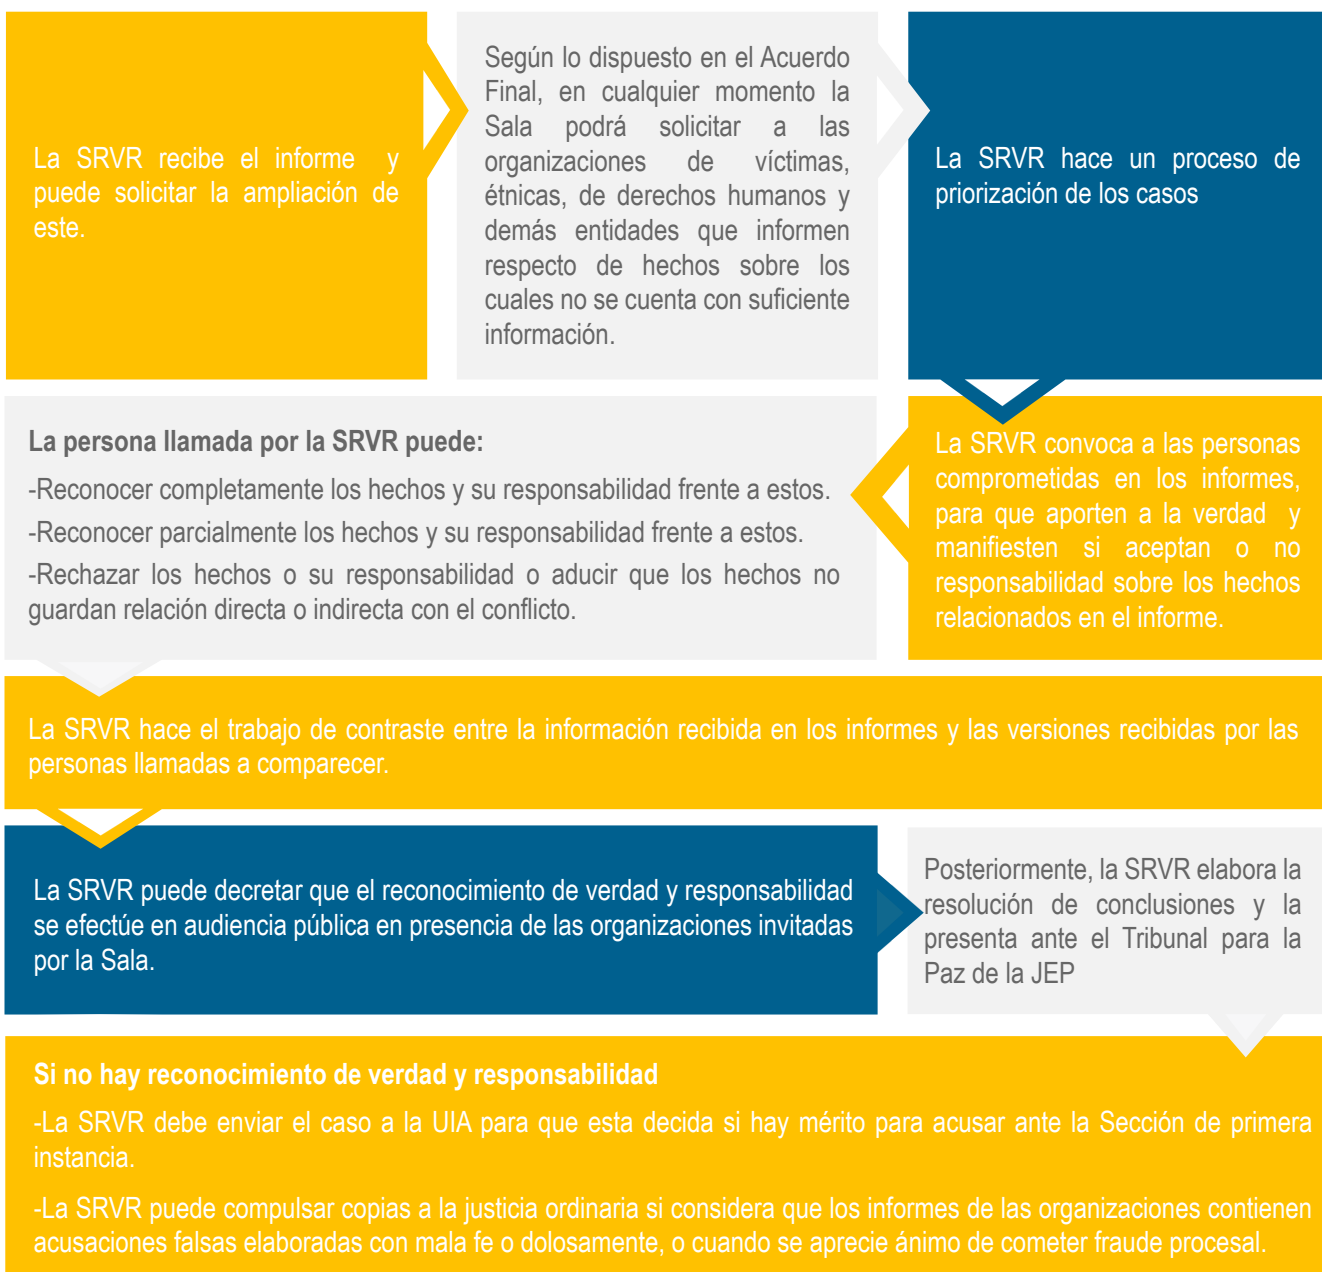 La SRVR recibe el informe y
puede solicitar la ampliación de
este.
Según lo dispuesto en el Acuerdo
Final, en cualquier momento la
Sala podrá solicitar a las
organizaciones de víctimas,
étnicas, de derechos humanos y
demás entidades que informen
respecto de hechos sobre los
cuales no se cuenta con suficiente
información.
La SRVR hace un proceso de
priorización de los casos
La SRVR convoca a las personas
comprometidas en los informes,
para que aporten a la verdad y
manifiesten si aceptan o no
responsabilidad sobre los hechos
relacionados en el informe.
La persona llamada por la SRVR puede:
-Reconocer completamente los hechos y su responsabilidad frente a estos.
-Reconocer parcialmente los hechos y su responsabilidad frente a estos.
-Rechazar los hechos o su responsabilidad o aducir que los hechos no
guardan relación directa o indirecta con el conflicto.
La SRVR hace el trabajo de contraste entre la información recibida en los informes y las versiones recibidas por las
personas llamadas a comparecer.
La SRVR puede decretar que el reconocimiento de verdad y responsabilidad
se efectúe en audiencia pública en presencia de las organizaciones invitadas
por la Sala.
Posteriormente, la SRVR elabora la
resolución de conclusiones y la
presenta ante el Tribunal para la
Paz de la JEP
Si no hay reconocimiento de verdad y responsabilidad
-La SRVR debe enviar el caso a la UIA para que esta decida si hay mérito para acusar ante la Sección de primera
instancia.
-La SRVR puede compulsar copias a la justicia ordinaria si considera que los informes de las organizaciones contienen
acusaciones falsas elaboradas con mala fe o dolosamente, o cuando se aprecie ánimo de cometer fraude procesal.